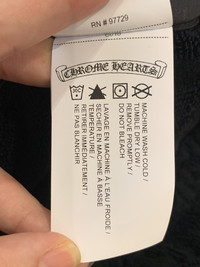 RN # 97729
CHROME HEARTS
MACHINE WASH COLD /
TUMBLE DRY LOW /
REMOVE PROMPTLY /
DO NOT BLEACH
LAVAGE EN MACHINE À L'EAU FROIDE /
SÉCHER EN MACHINE À BASSE
TEMPÉRATURE /
RETIRER IMMÉDIATEMENT /
NE PAS BLANCHIR